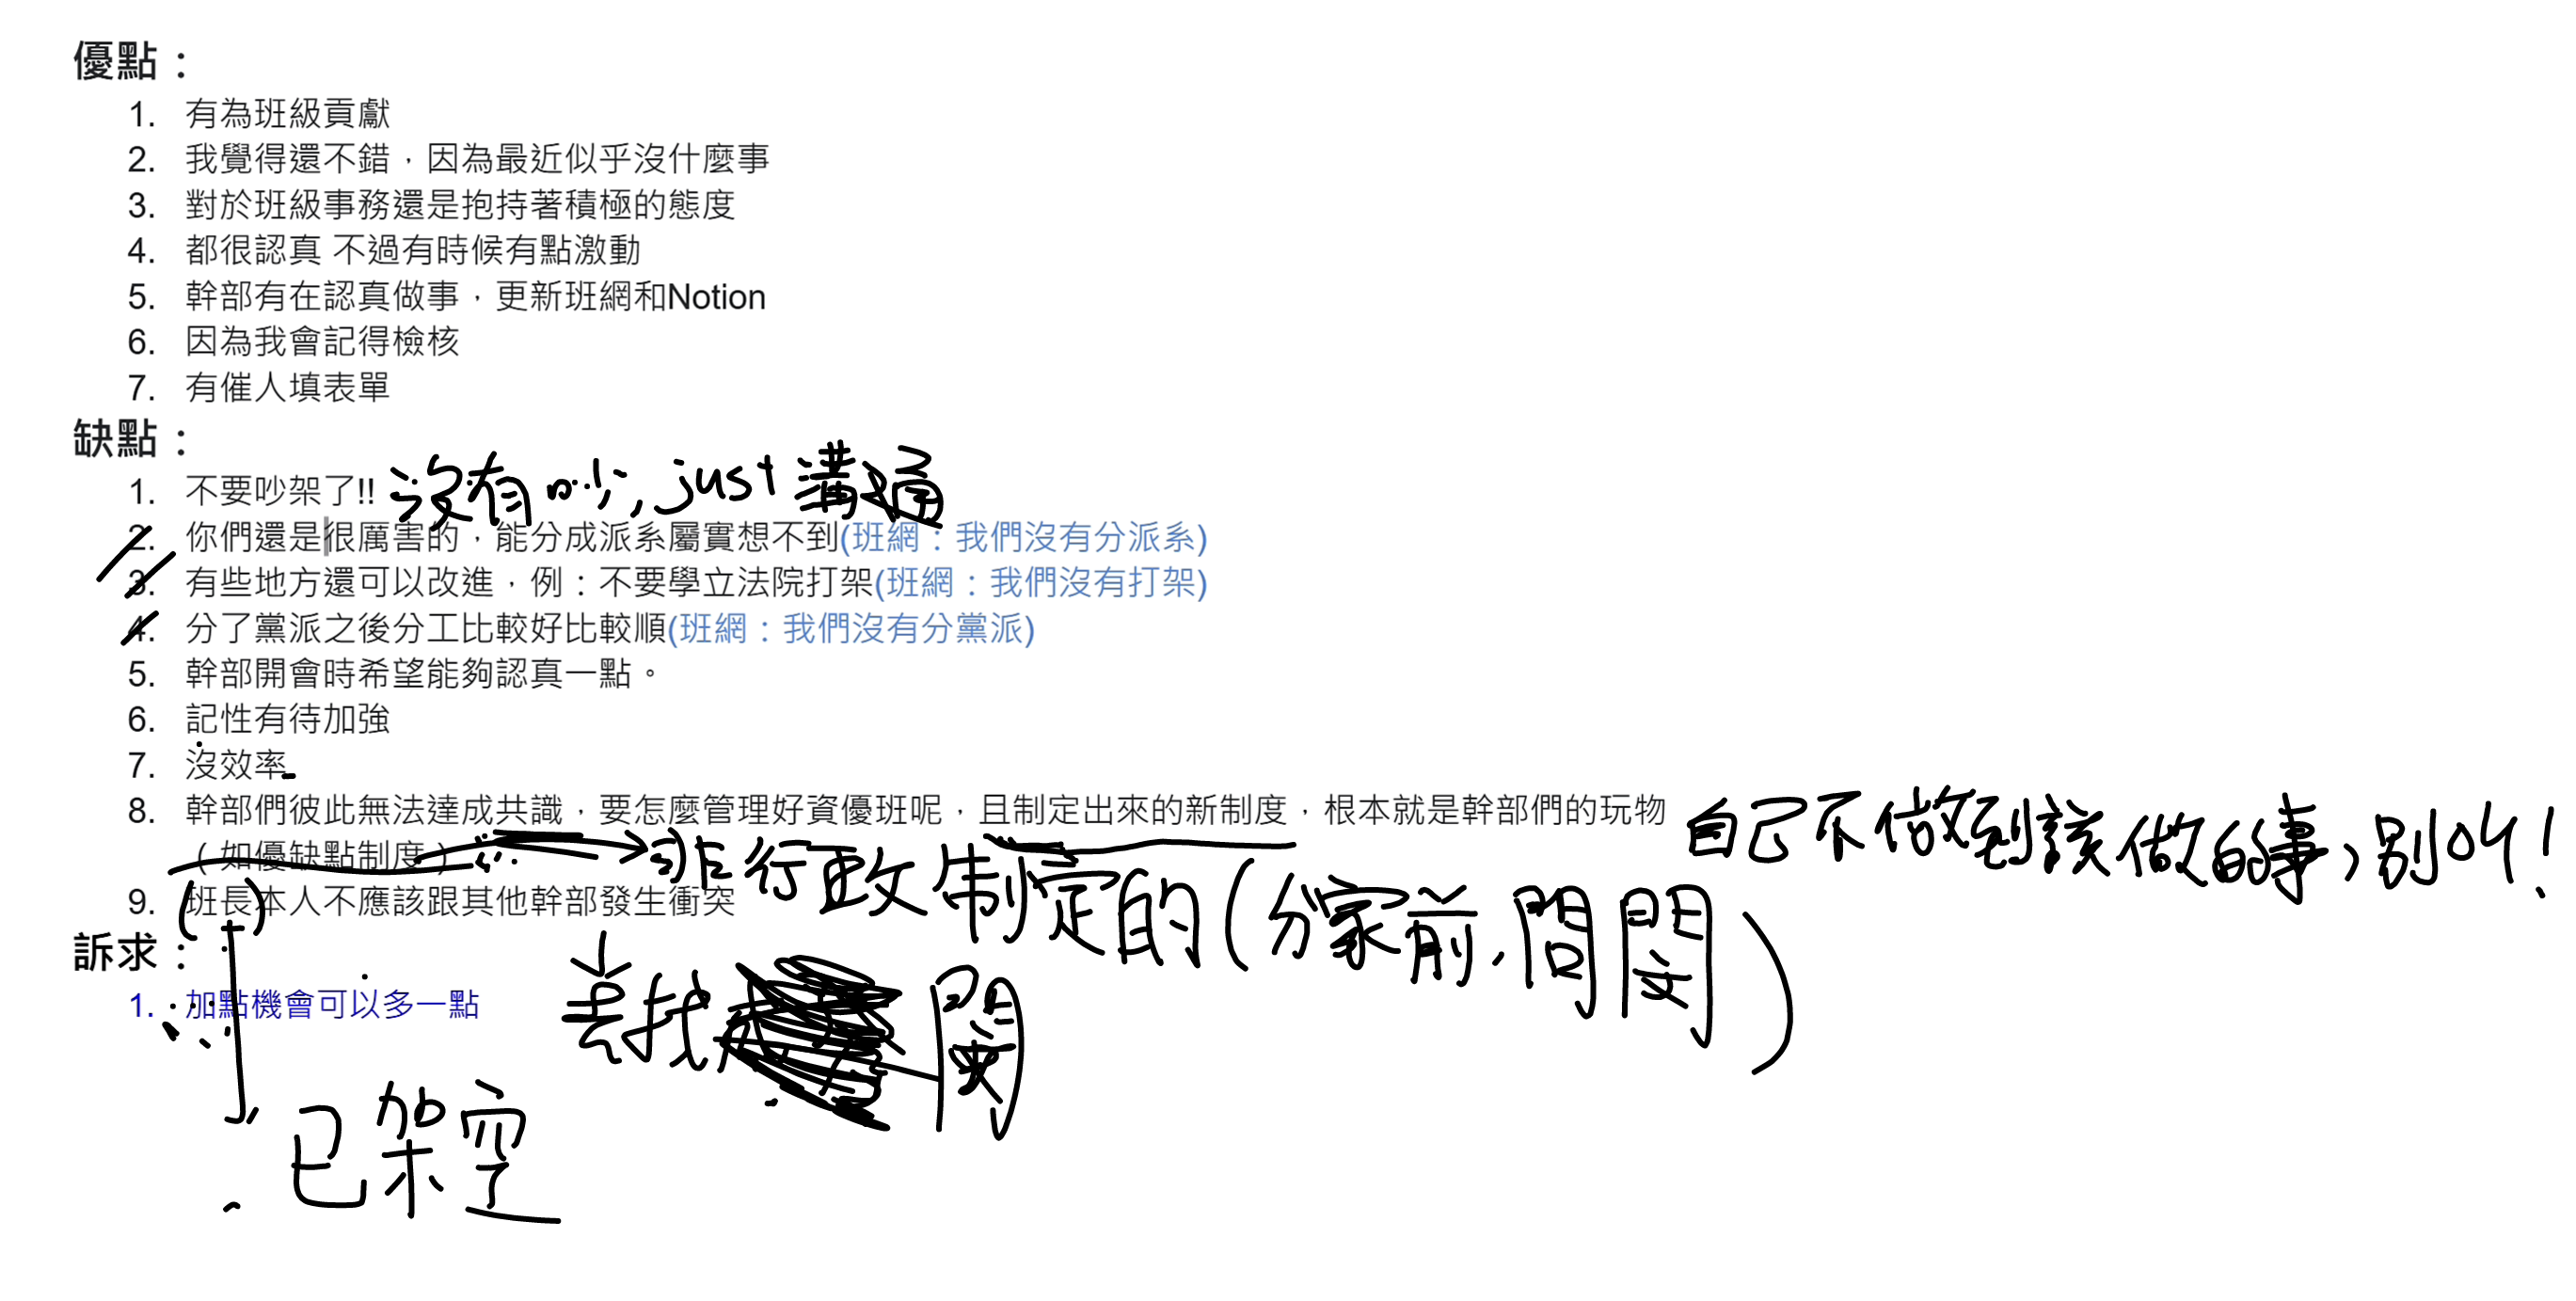 優點：
1. 有為班級貢獻
2. 我覺得還不錯，因為最近似乎沒什麼事
3. 對於班級事務還是抱持著積極的態度
4. 都很認真 不過有時候有點激動
5. 幹部有在認真做事，更新班網和Notion
6. 因為我會記得檢核
7. 有催人填表單
缺點：
1. 不要吵架了!! 沒有吵, just 溝通
2. 你們還是很厲害的，能分成派系屬實想不到(班網：我們沒有分派系)
3. 有些地方還可以改進，例：不要學立法院打架(班網：我們沒有打架)
4. 分了黨派之後分工比較好比較順(班網：我們沒有分黨派)
5. 幹部開會時希望能夠認真一點。
6. 記性有待加強
7. 沒效率
8. 幹部們彼此無法達成共識，要怎麼管理好資優班呢，且制定出來的新制度，根本就是幹部們的玩物
（如優缺點制度）
自己不做到該做的事,別叫!
非行政制定的(分家前,問閔)
9. 班長本人不應該跟其他幹部發生衝突
訴求：
1. 加點機會可以多一點
去找
已架空